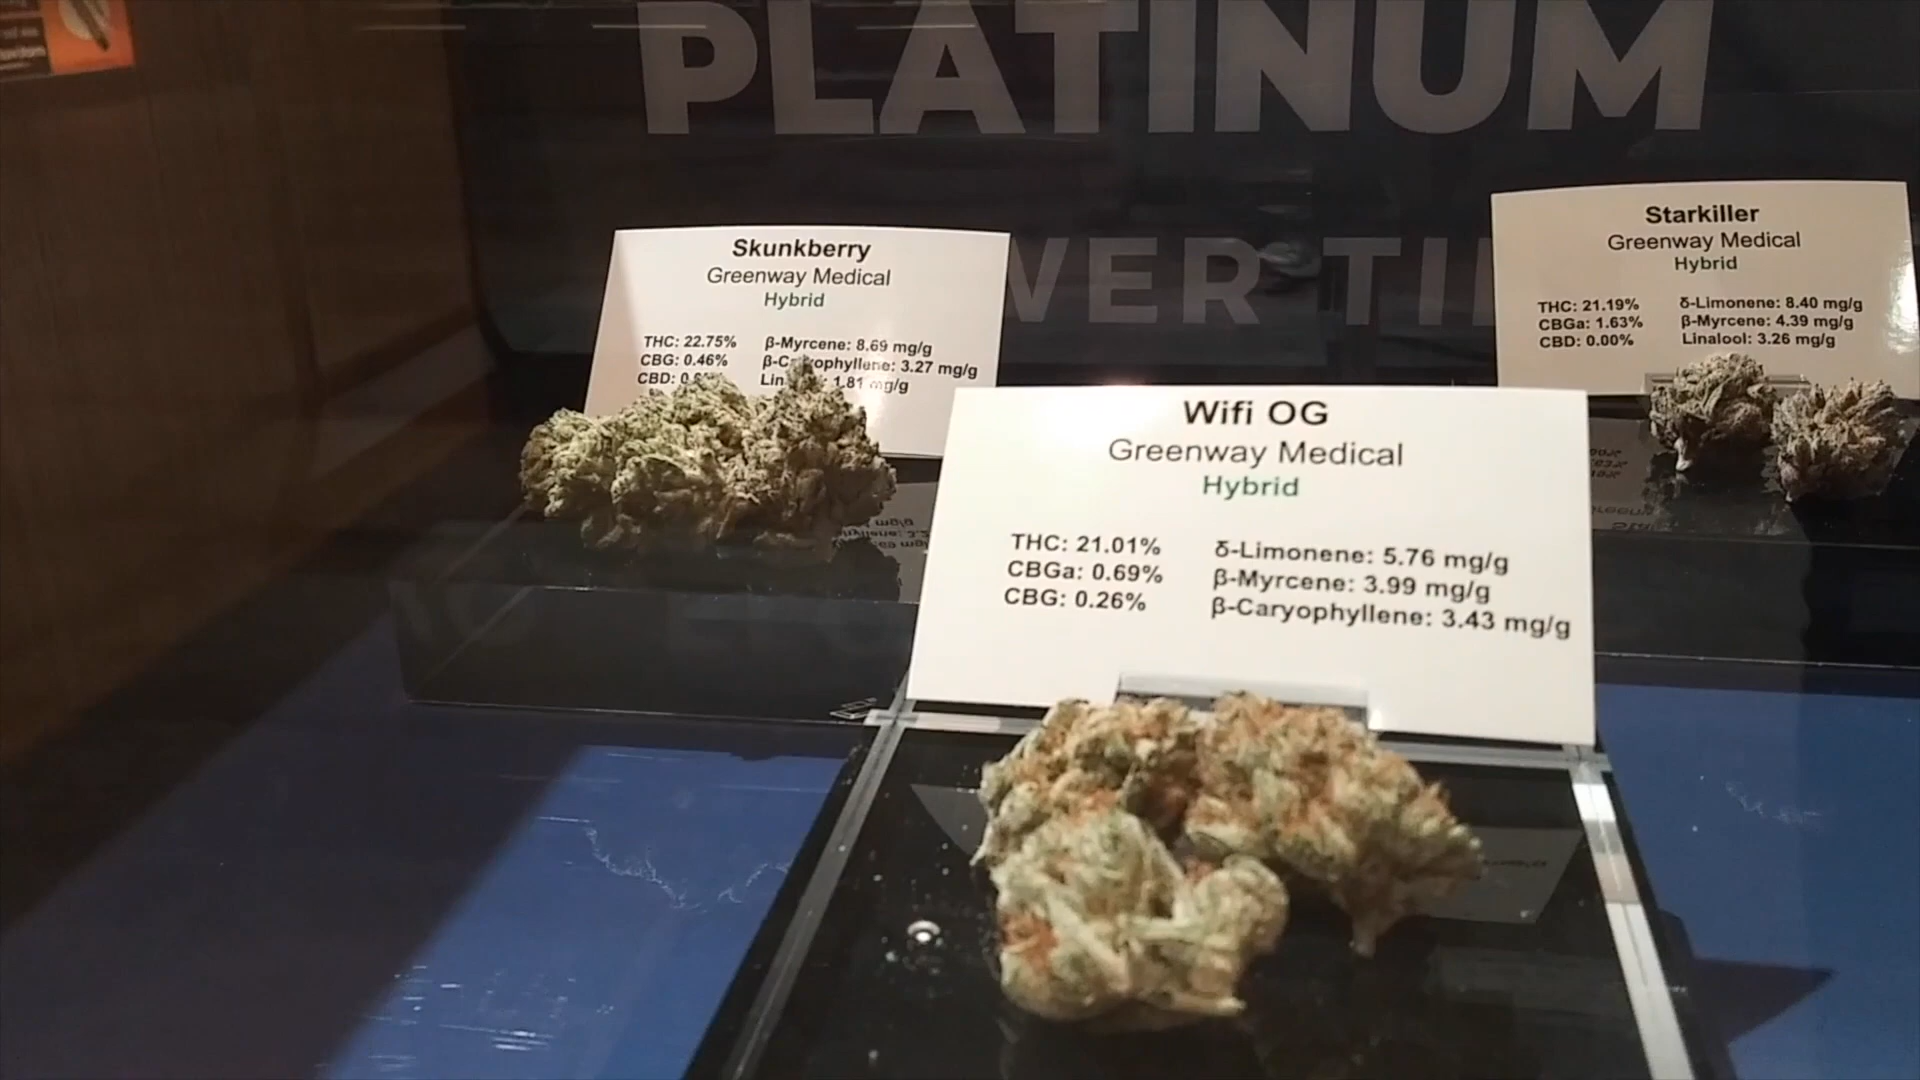 PLATINUM
Skunkberry
Greenway Medical
Hybrid
THC: 22.75%
CBG: 0.46%
CBD:
β-Myrcene: 8.69 mg/g
3.27 mg/g
1.81 mg/g
Wifi OG
Greenway Medical
Hybrid
THC: 21.01%
CBGa: 0.69%
CBG: 0.26%
δ-Limonene: 5.76 mg/g
β-Myrcene: 3.99 mg/g
β-Caryophyllene: 3.43 mg/g
Starkiller
Greenway Medical
Hybrid
THC: 21.19%
CBGa: 1.63%
CBD: 0.00%
δ-Limonene: 8.40 mg/g
β-Myrcene: 4.39 mg/g
Linalool: 3.26 mg/g